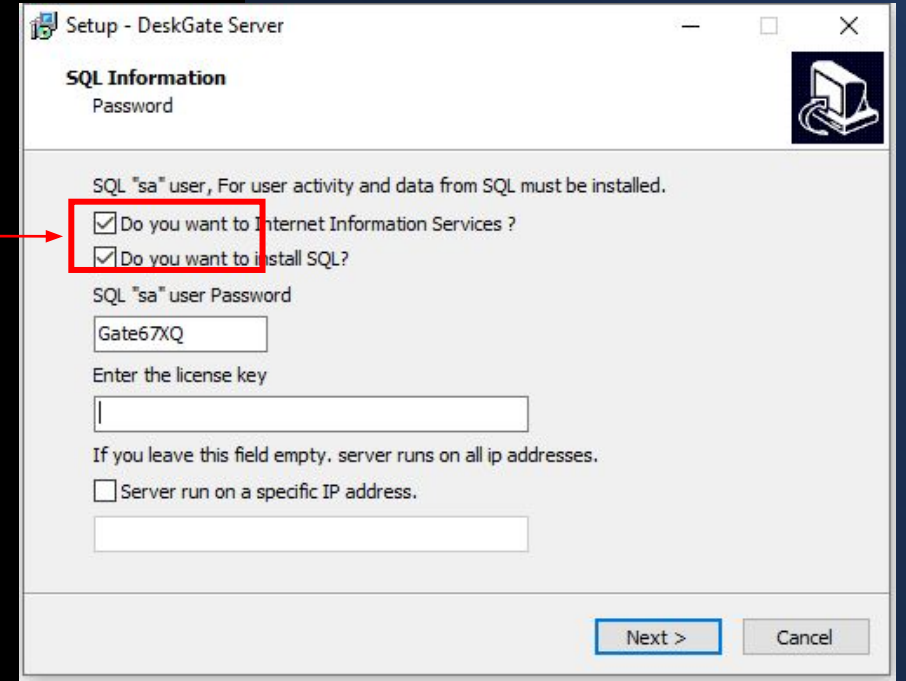 Setup - DeskGate Server
SQL Information
Password
SQL "sa" user, For user activity and data from SQL must be installed.
Do you want to Internet Information Services ?
Do you want to install SQL?
SQL "sa" user Password
Gate67XQ
Enter the license key
If you leave this field empty. server runs on all ip addresses.
Server run on a specific IP address.
Next >
Cancel